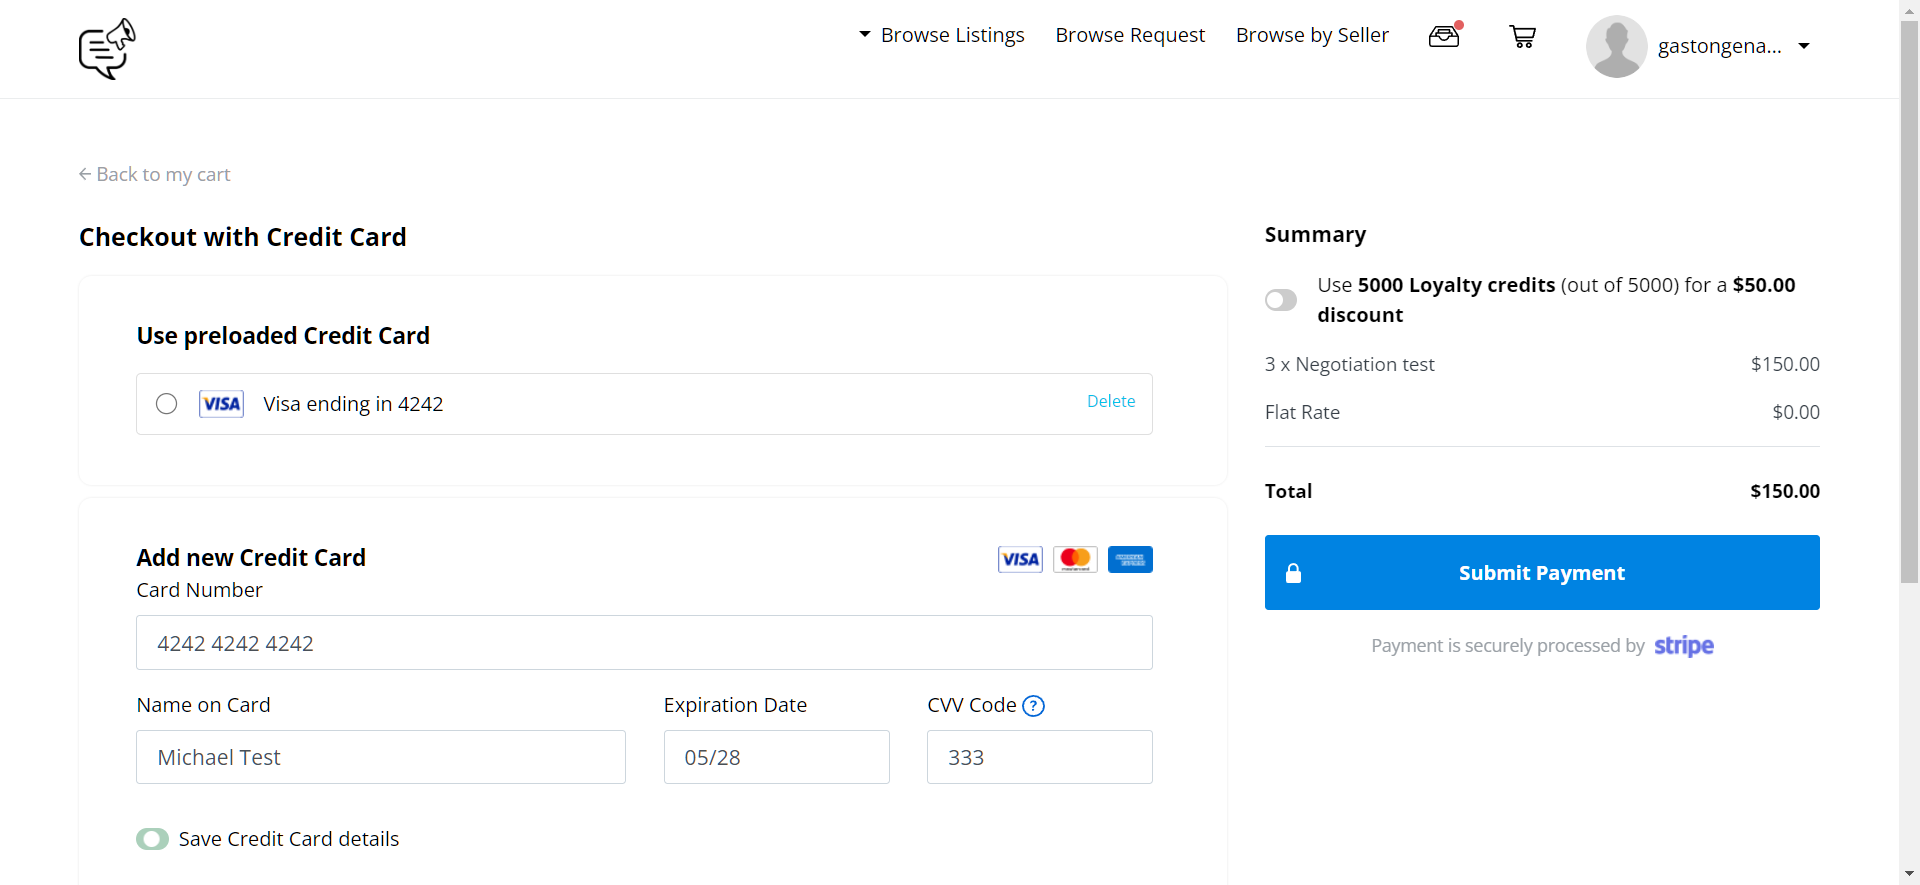 Browse Listings Browse Request Browse by Seller gastongena...
← Back to my cart
Checkout with Credit Card
Use preloaded Credit Card
VISA Visa ending in 4242 Delete
Add new Credit Card VISA mastercard AMERICAN EXPRESS
Card Number
4242 4242 4242
Name on Card Expiration Date CVV Code ?
Michael Test 05/28 333
Save Credit Card details
Summary
Use 5000 Loyalty credits (out of 5000) for a $50.00
discount
3 x Negotiation test $150.00
Flat Rate $0.00
Total $150.00
Submit Payment
Payment is securely processed by stripe